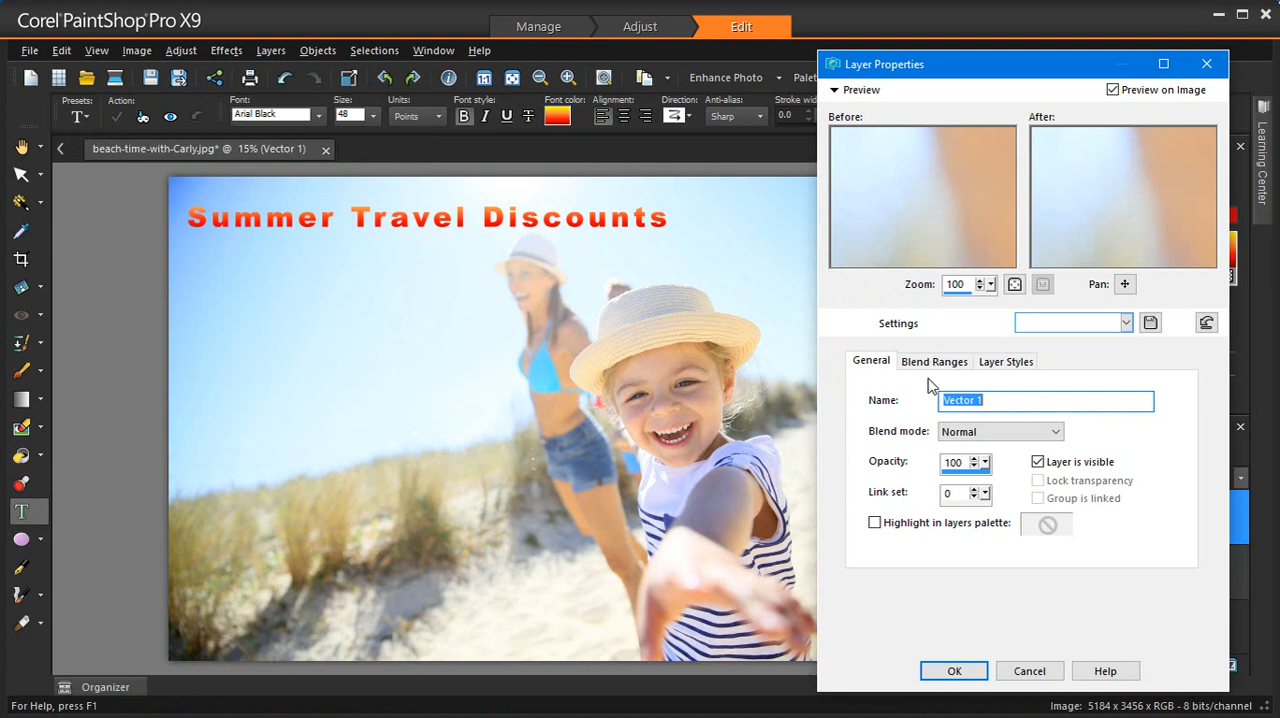 Corel PaintShop Pro X9
Manage Adjust Edit
File Edit View Image Adjust Effects Layers Objects Selections Window Help
Enhance Photo Palet
Presets: Action: Font: Size: Units: Font style: Font color: Alignment: Direction: Anti-alias: Stroke wi
Arial Black 48 Points B I U T Sharp 0.0
beach-time-with-Carly.jpg* @ 15% (Vector 1)
Summer Travel Discounts
Layer Properties
Preview Preview on Image
Before: After:
Zoom: 100 Pan:
Settings
General Blend Ranges Layer Styles
Name: Vector 1
Blend mode: Normal
Opacity: 100 Layer is visible
Lock transparency
Link set: 0 Group is linked
Highlight in layers palette:
OK Cancel Help
Learning Center
Organizer
For Help, press F1 Image: 5184 x 3456 x RGB - 8 bits/channel